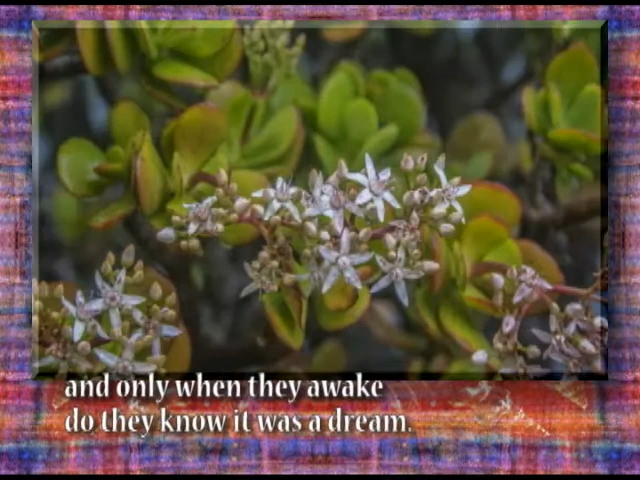 and only when they awake
do they know it was a dream.